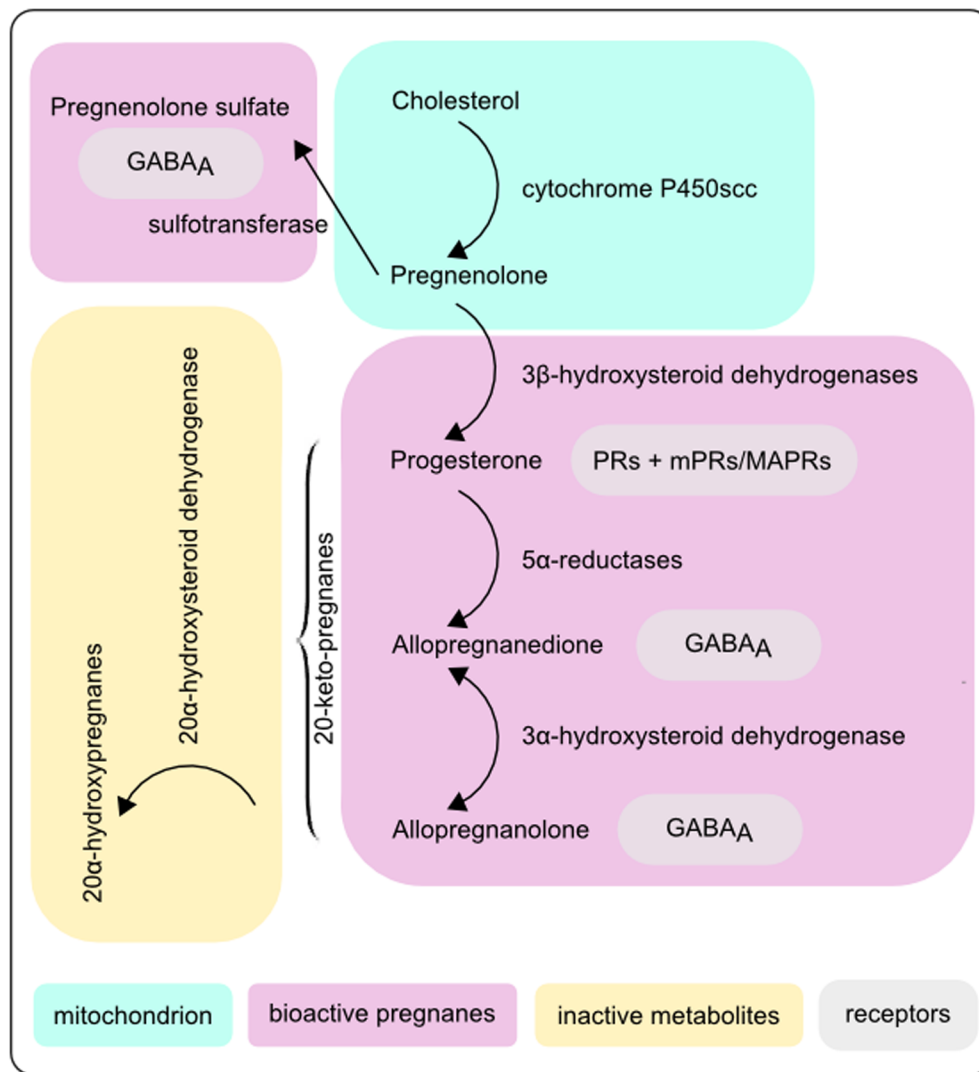 Pregnenolone sulfate
GABAA
sulfotransferase
Cholesterol
cytochrome P450scc
Pregnenolone
3β-hydroxysteroid dehydrogenases
Progesterone
PRs + mPRs/MAPRs
5α-reductases
Allopregnanedione
GABAA
3α-hydroxysteroid dehydrogenase
Allopregnanolone
GABAA
20-keto-pregnanes
20α-hydroxysteroid dehydrogenase
20α-hydroxypregnanes
mitochondrion
bioactive pregnanes
inactive metabolites
receptors